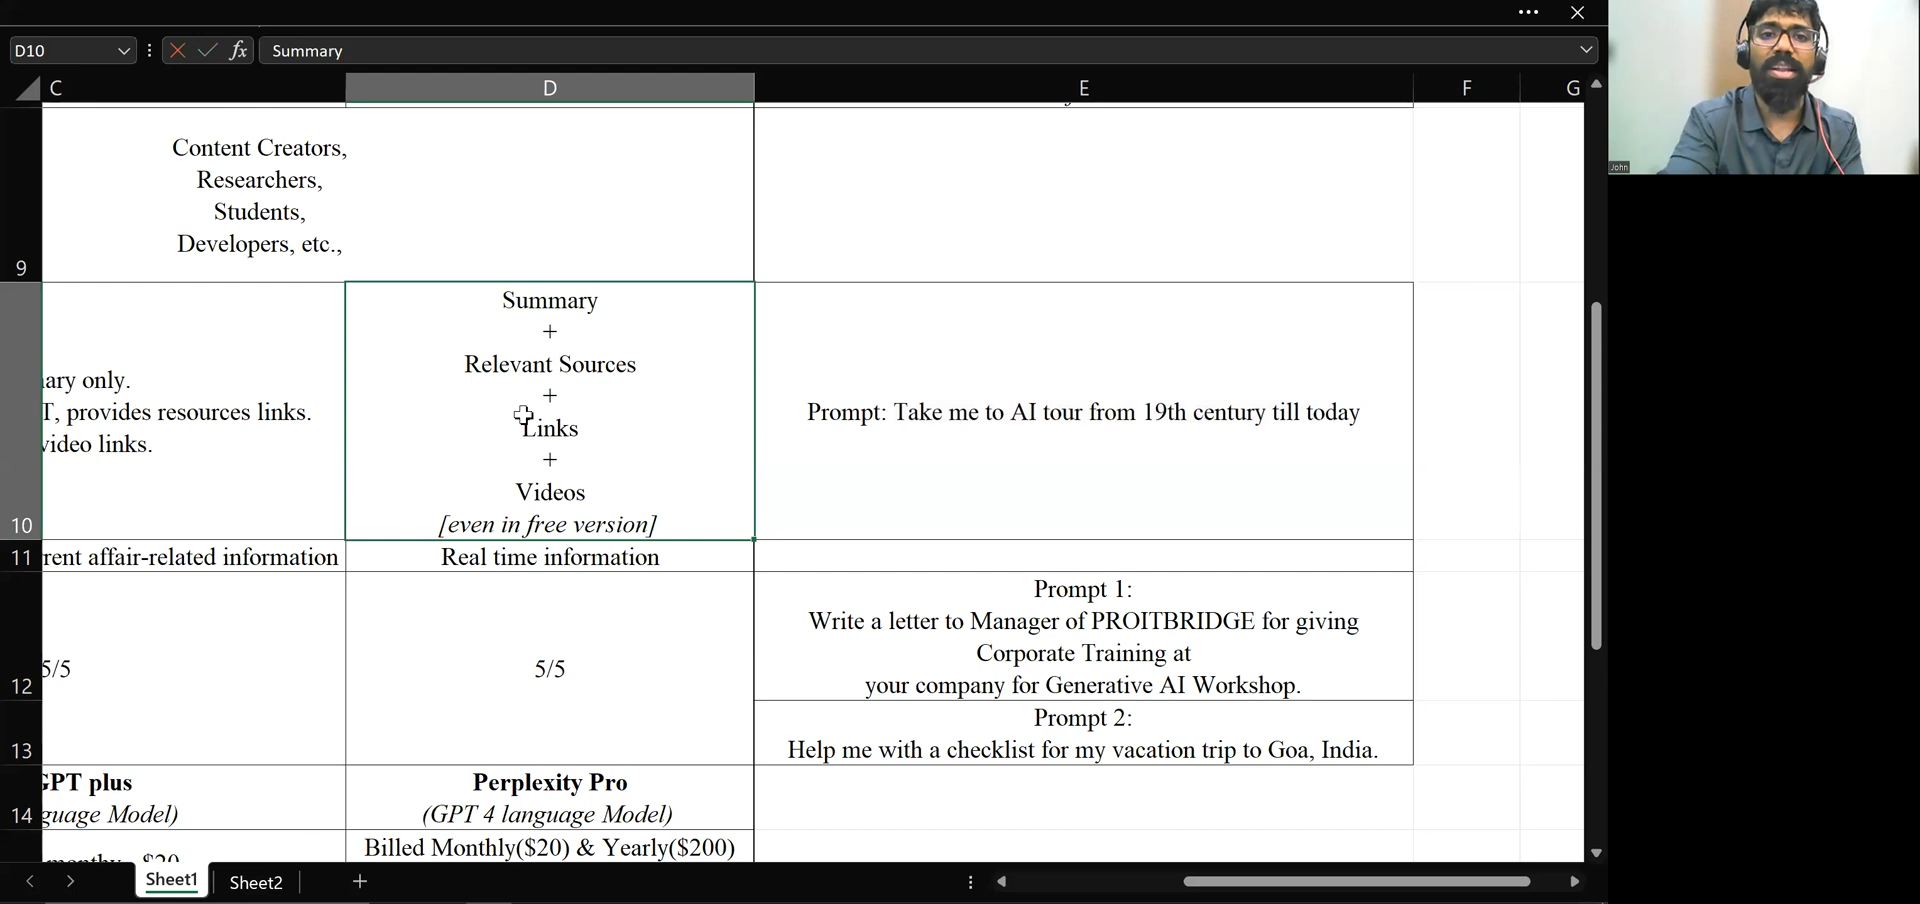 D10
fx
Summary
C
D
E
F
G
Content Creators,
Researchers,
Students,
Developers, etc.,
9
Summary
+
Relevant Sources
+
Links
+
Videos
[even in free version]
ary only.
T, provides resources links.
video links.
Prompt: Take me to AI tour from 19th century till today
10
11
rent affair-related information
Real time information
Prompt 1:
Write a letter to Manager of PROITBRIDGE for giving
Corporate Training at
your company for Generative AI Workshop.
5/5
5/5
12
Prompt 2:
Help me with a checklist for my vacation trip to Goa, India.
13
GPT plus
guage Model)
Perplexity Pro
(GPT 4 language Model)
14
Billed Monthly($20) & Yearly($200)
Sheet1
Sheet2
John